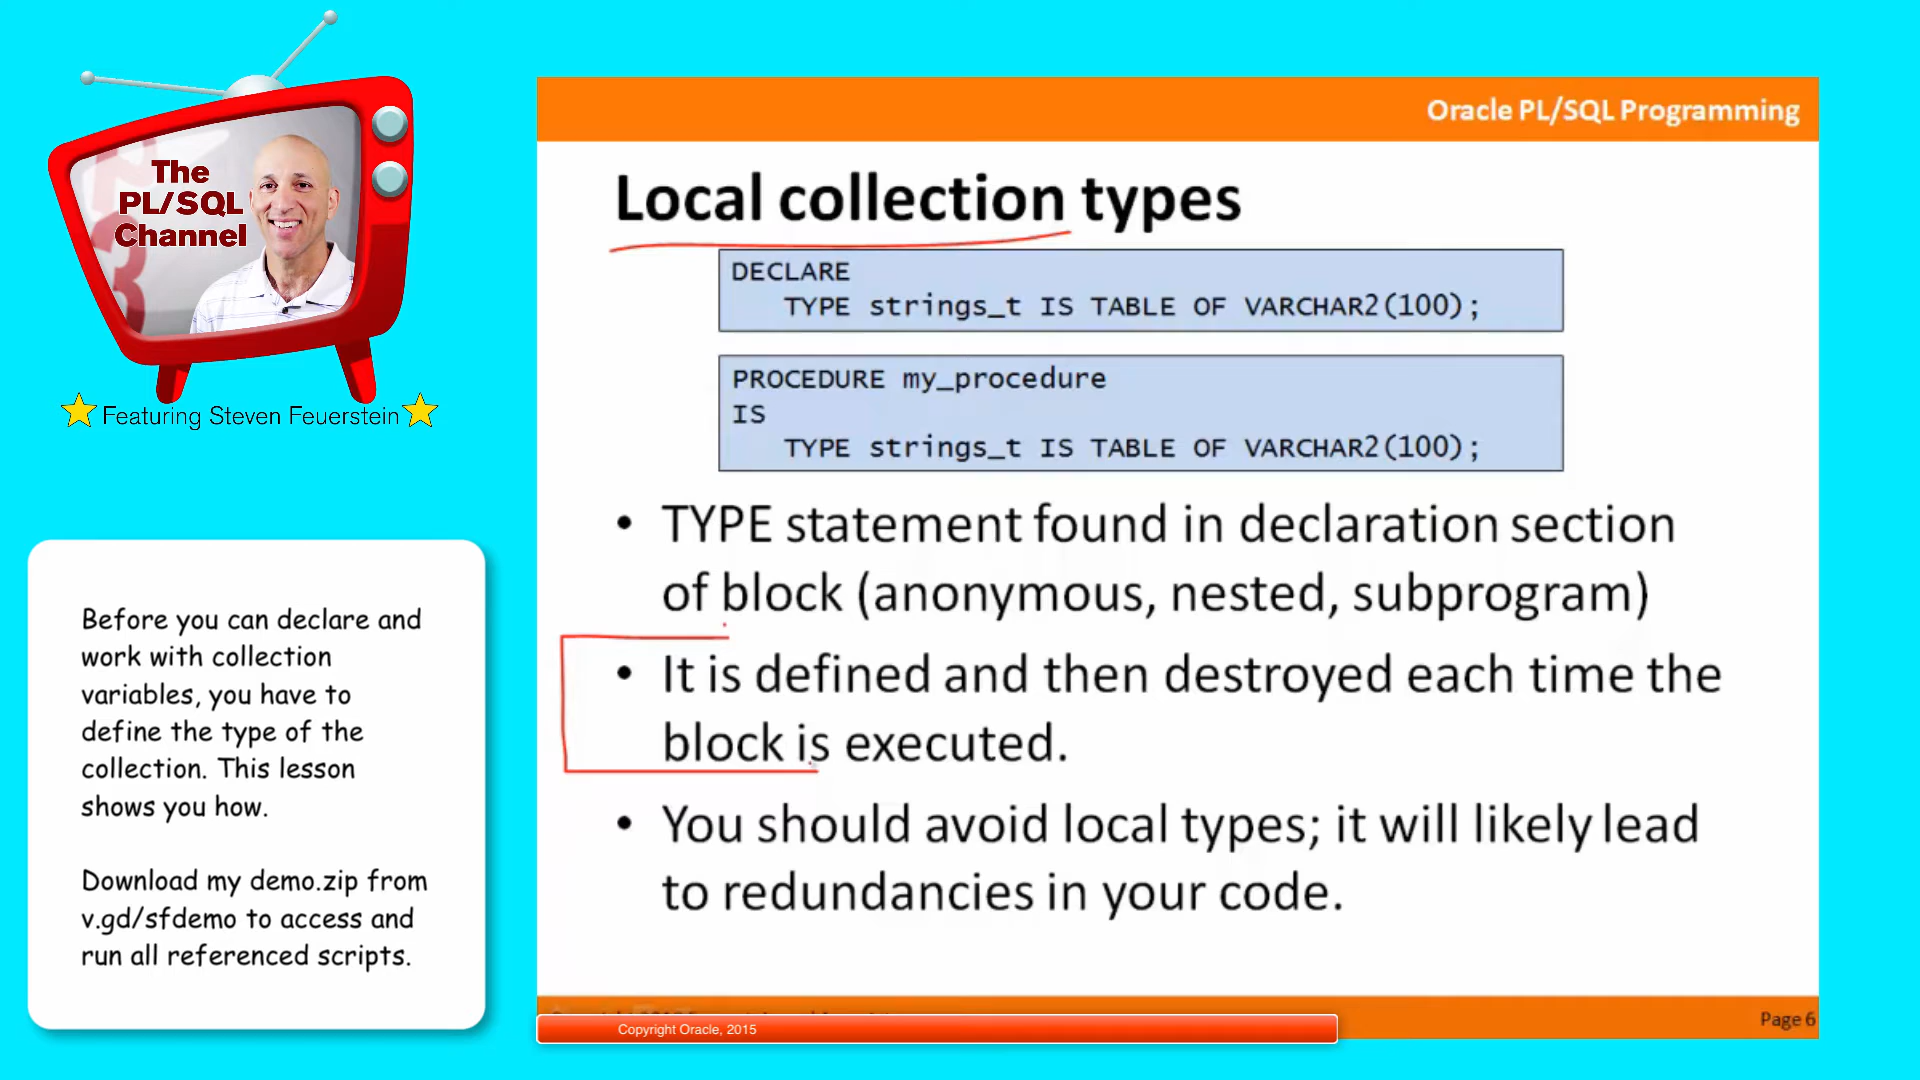 The
PL/SQL
Channel
Featuring Steven Feuerstein
Before you can declare and
work with collection
variables, you have to
define the type of the
collection. This lesson
shows you how.
Download my demo.zip from
v.gd/sfdemo to access and
run all referenced scripts.
Oracle PL/SQL Programming
Local collection types
DECLARE
TYPE strings_t IS TABLE OF VARCHAR2(100);
PROCEDURE my_procedure
IS
TYPE strings_t IS TABLE OF VARCHAR2(100);
• TYPE statement found in declaration section
of block (anonymous, nested, subprogram)
• It is defined and then destroyed each time the
block is executed.
• You should avoid local types; it will likely lead
to redundancies in your code.
Copyright Oracle, 2015
Page 6